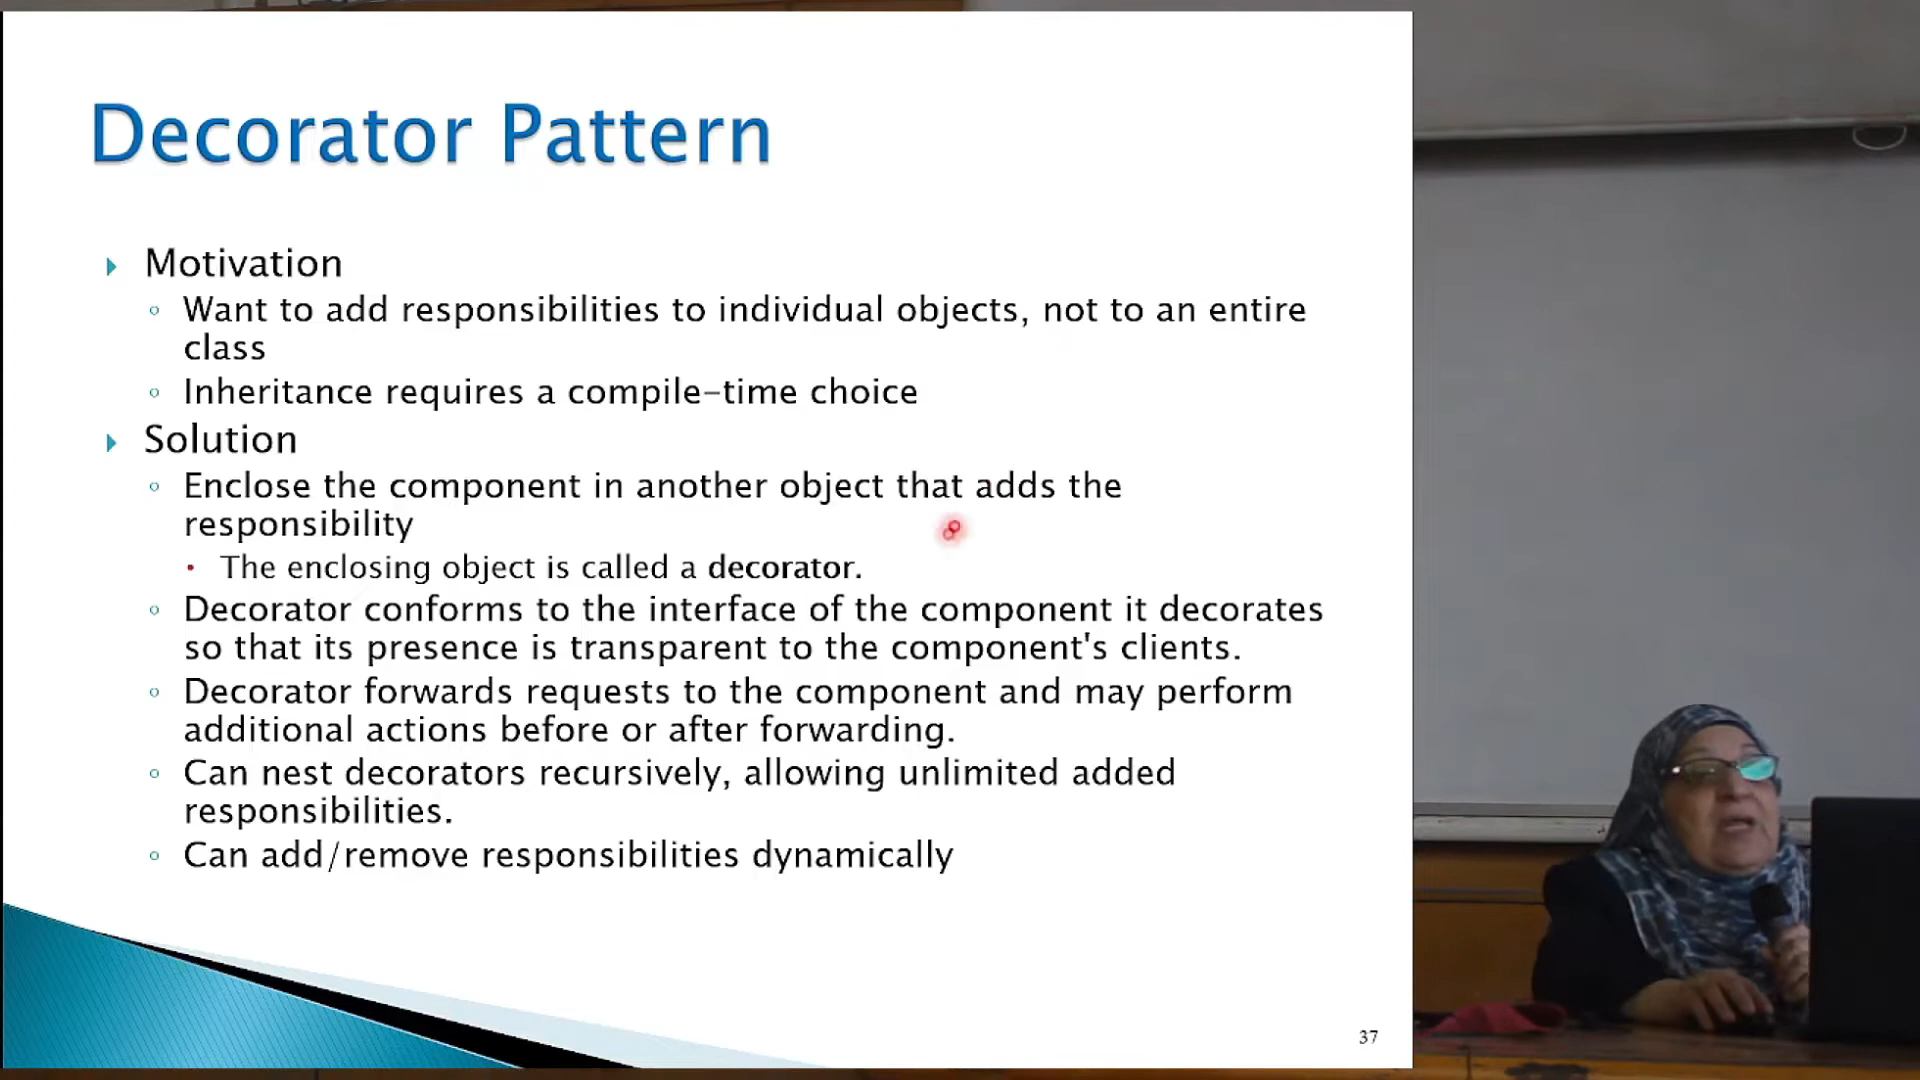 Decorator Pattern
Motivation
Want to add responsibilities to individual objects, not to an entire
class
Inheritance requires a compile-time choice
Solution
Enclose the component in another object that adds the
responsibility
The enclosing object is called a decorator.
Decorator conforms to the interface of the component it decorates
so that its presence is transparent to the component's clients.
Decorator forwards requests to the component and may perform
additional actions before or after forwarding.
Can nest decorators recursively, allowing unlimited added
responsibilities.
Can add/remove responsibilities dynamically
37